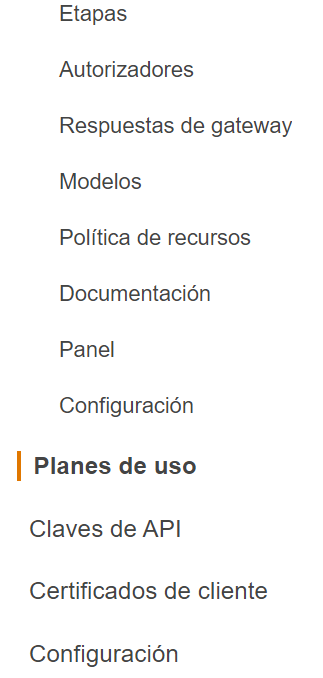 Etapas
Autorizadores
Respuestas de gateway
Modelos
Política de recursos
Documentación
Panel
Configuración
Planes de uso
Claves de API
Certificados de cliente
Configuración